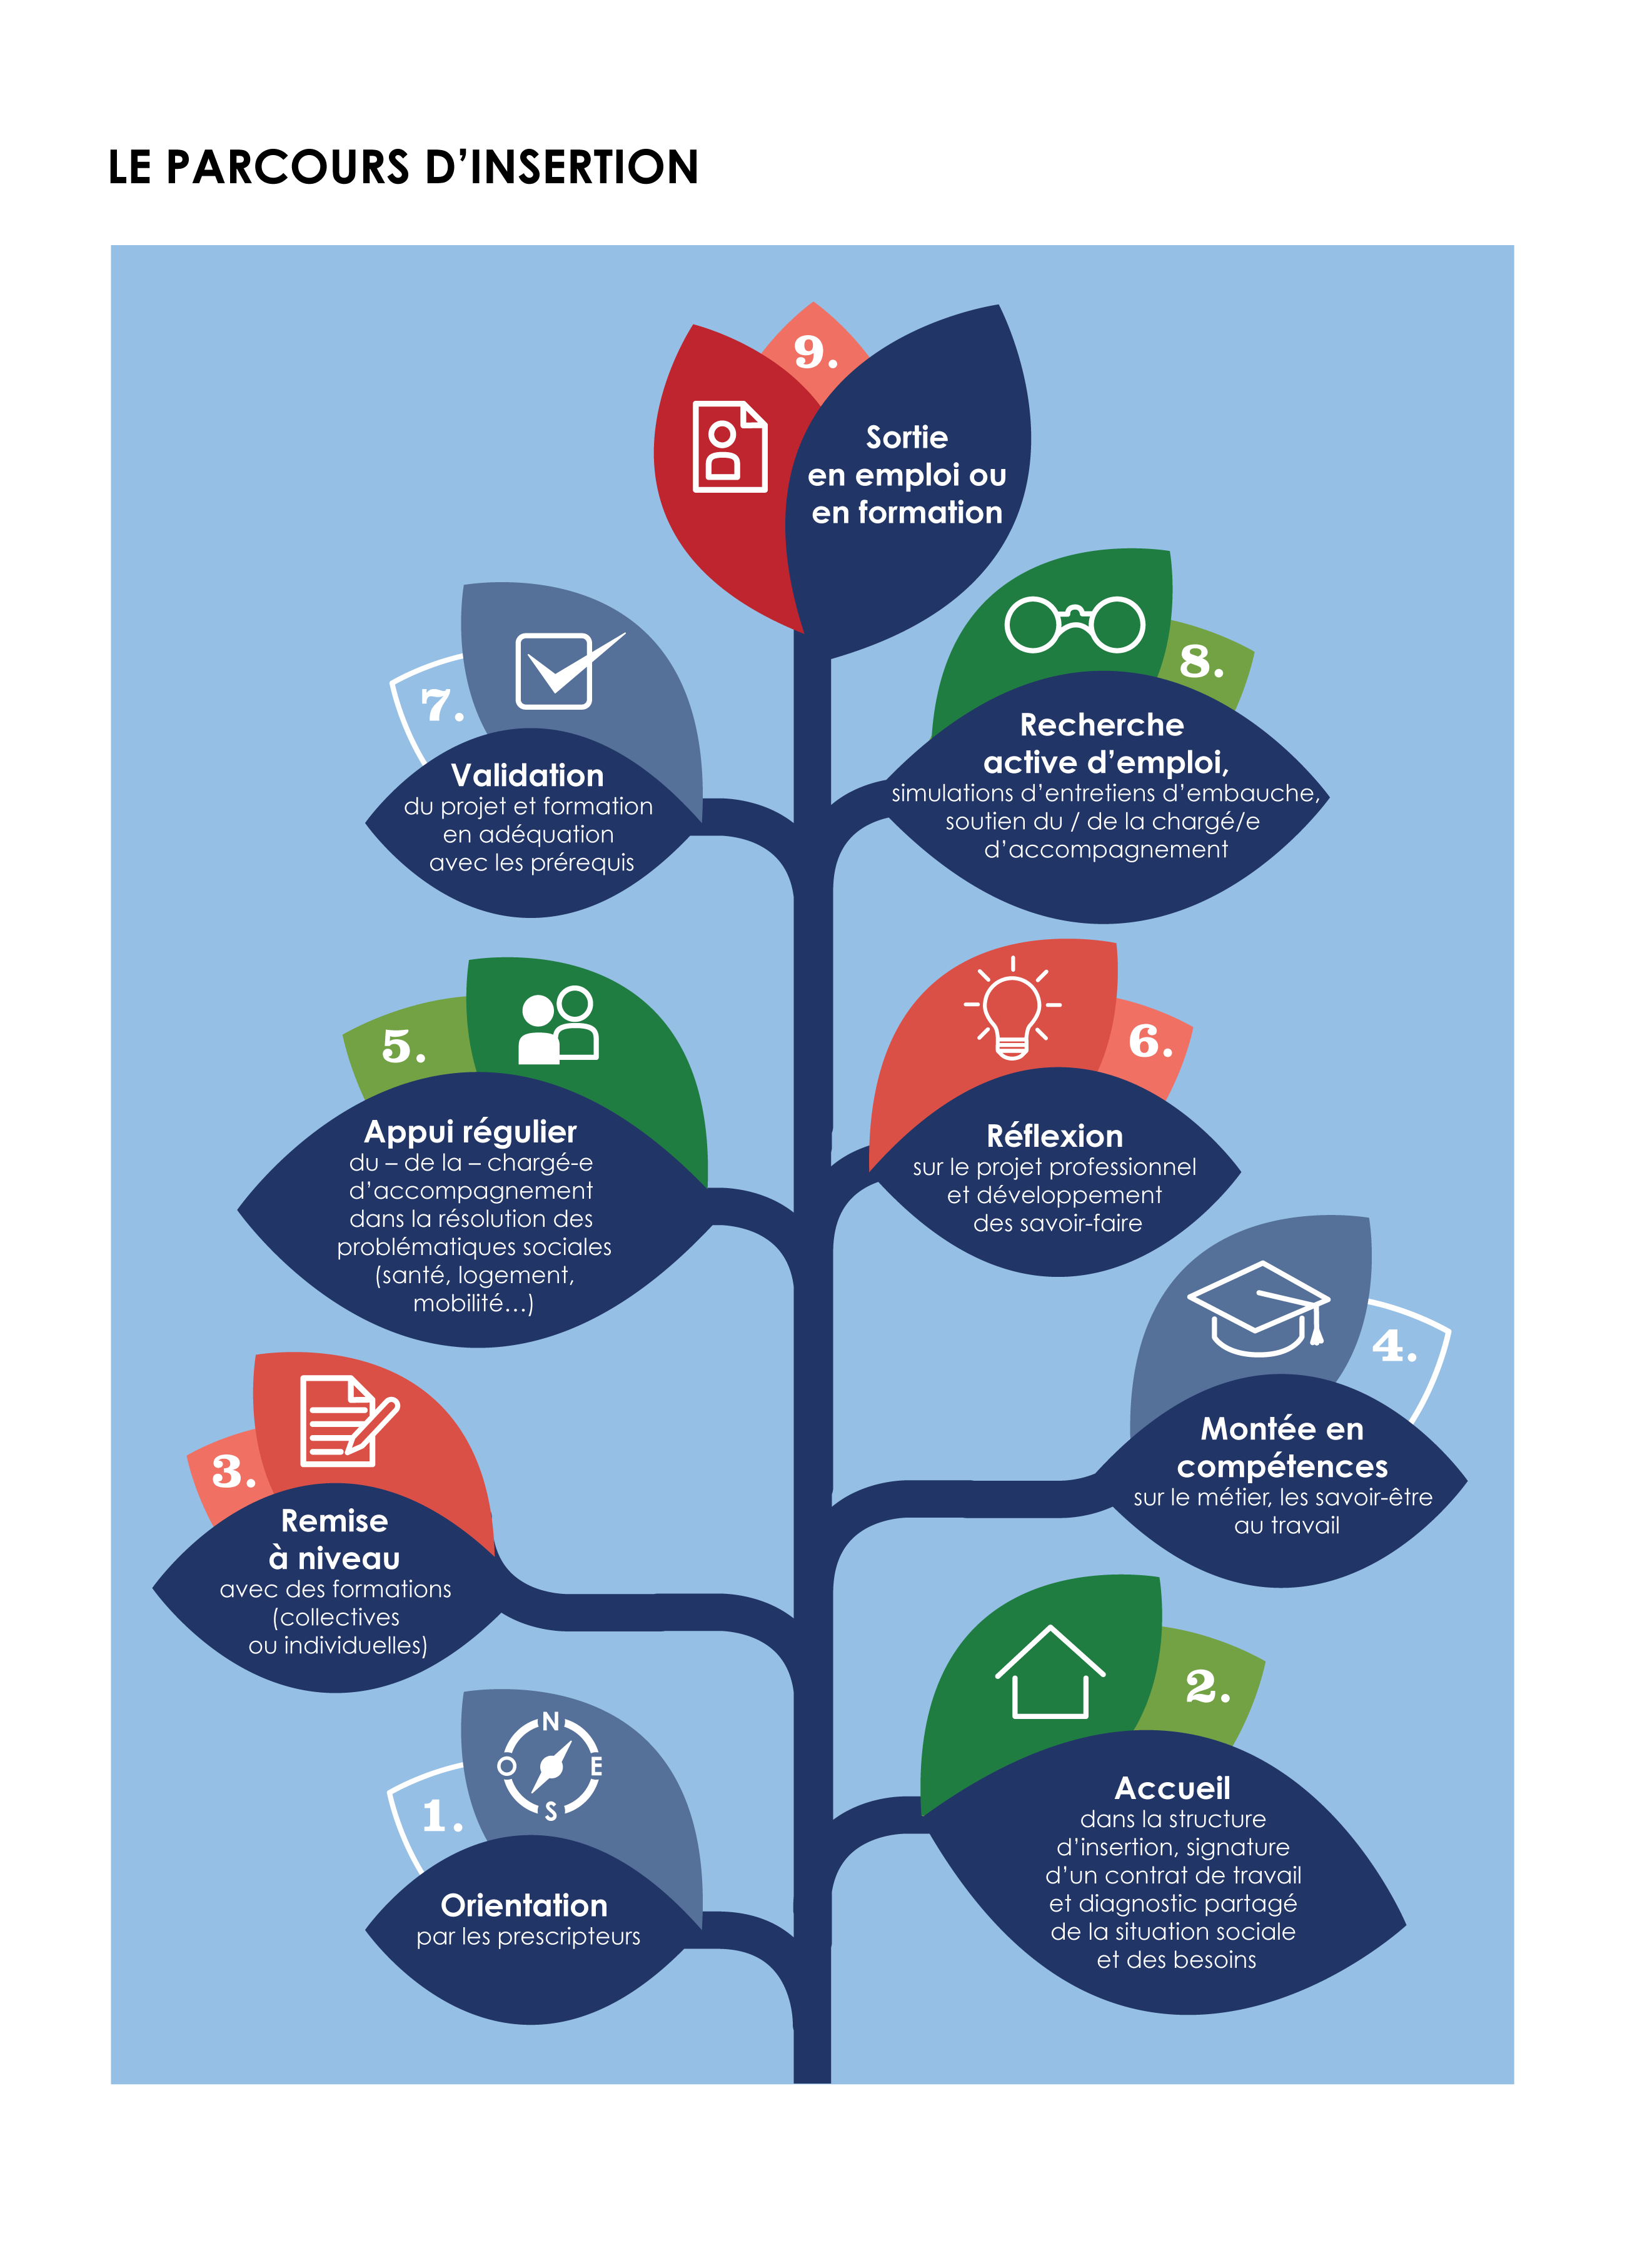 LE PARCOURS D’INSERTION
9.
Sortie
en emploi ou
en formation
8.
Recherche
active d’emploi,
simulations d’entretiens d’embauche,
soutien du / de la chargé/e
d’accompagnement
7.
Validation
du projet et formation
en adéquation
avec les prérequis
6.
Réflexion
sur le projet professionnel
et développement
des savoir-faire
5.
Appui régulier
du – de la – chargé-e
d’accompagnement
dans la résolution des
problématiques sociales
(santé, logement,
mobilité…)
4.
Montée en
compétences
sur le métier, les savoir-être
au travail
3.
Remise
à niveau
avec des formations
(collectives
ou individuelles)
2.
Accueil
dans la structure
d’insertion, signature
d’un contrat de travail
et diagnostic partagé
de la situation sociale
et des besoins
1.
N
O E
S
Orientation
par les prescripteurs